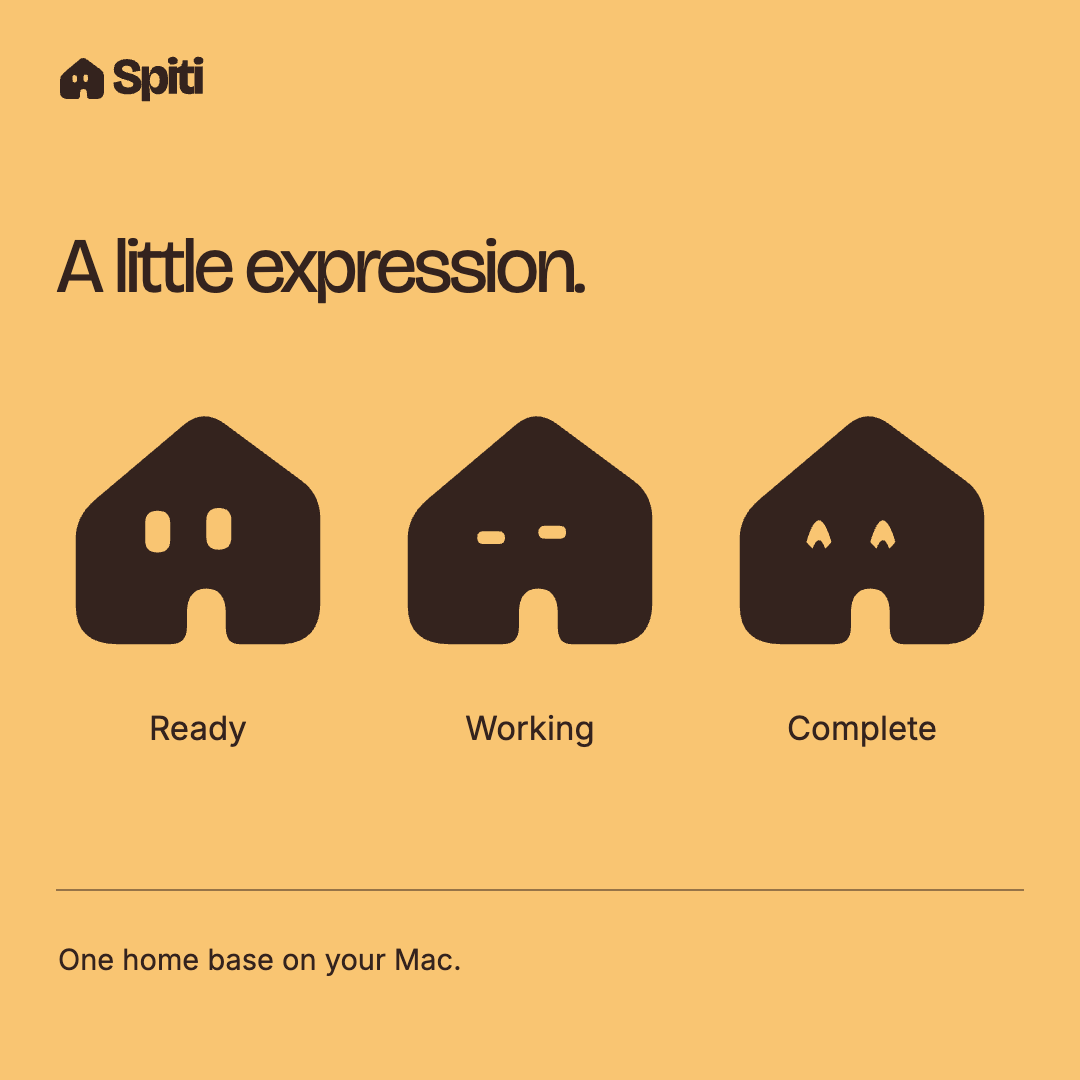 Spiti
A little expression.
Ready
Working
Complete
One home base on your Mac.